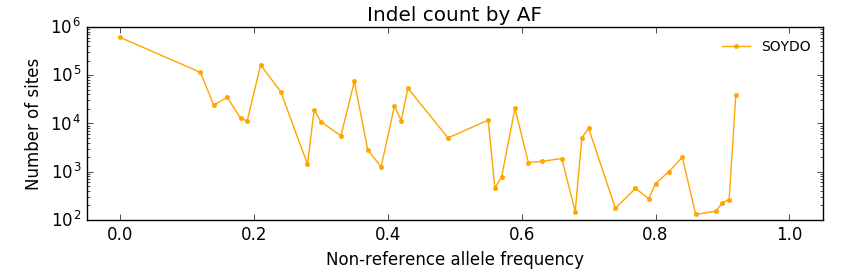 Indel count by AF
Number of sites
10^6
10^5
10^4
10^3
10^2
SOYDO
0.0 0.2 0.4 0.6 0.8 1.0
Non-reference allele frequency